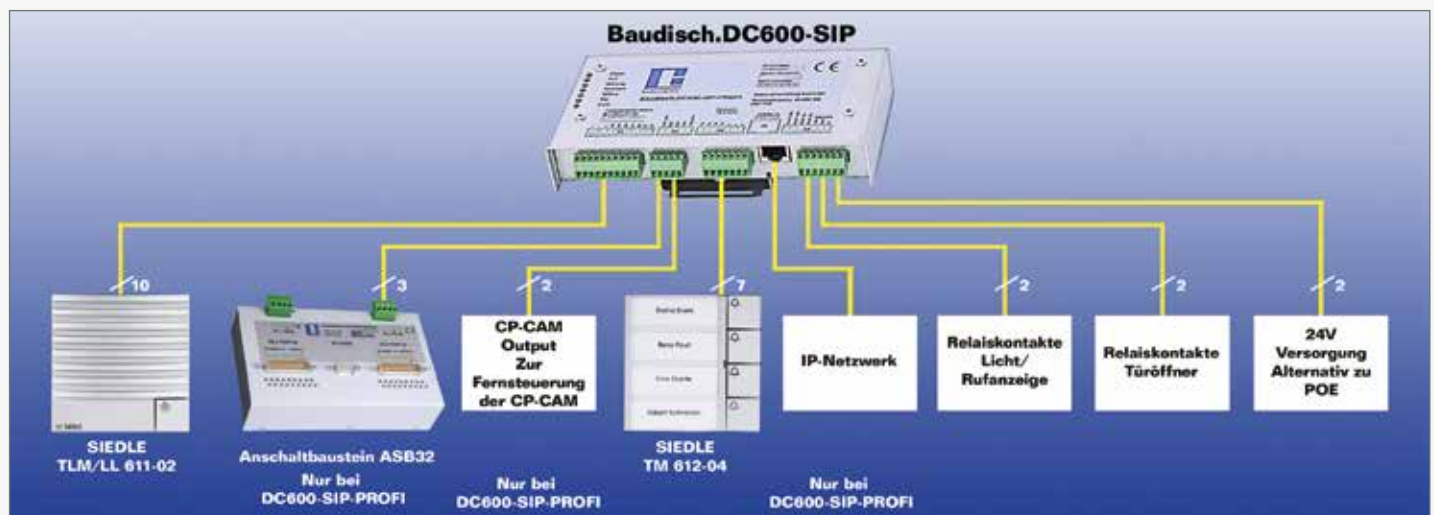 Baudisch.DC600-SIP
10
3
2
7
2
2
2
SIEDLE
TLM/LL 611-02
Anschaltbaustein ASB32
Nur bei
DC600-SIP-PROFI
CP-CAM
Output
Zur
Fernsteuerung
der CP-CAM
Nur bei
DC600-SIP-PROFI
SIEDLE
TM 612-04
IP-Netzwerk
Nur bei
DC600-SIP-PROFI
Relaiskontakte
Licht/
Rufanzeige
Relaiskontakte
Türöffner
24V
Versorgung
Alternativ zu
POE